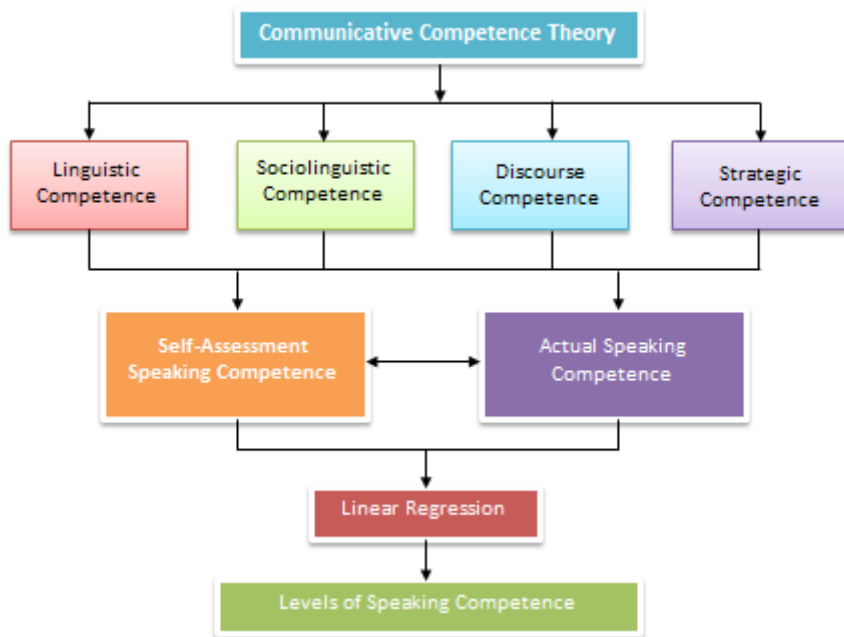 Communicative Competence Theory
Linguistic
Competence
Sociolinguistic
Competence
Discourse
Competence
Strategic
Competence
Self-Assessment
Speaking Competence
Actual Speaking
Competence
Linear Regression
Levels of Speaking Competence